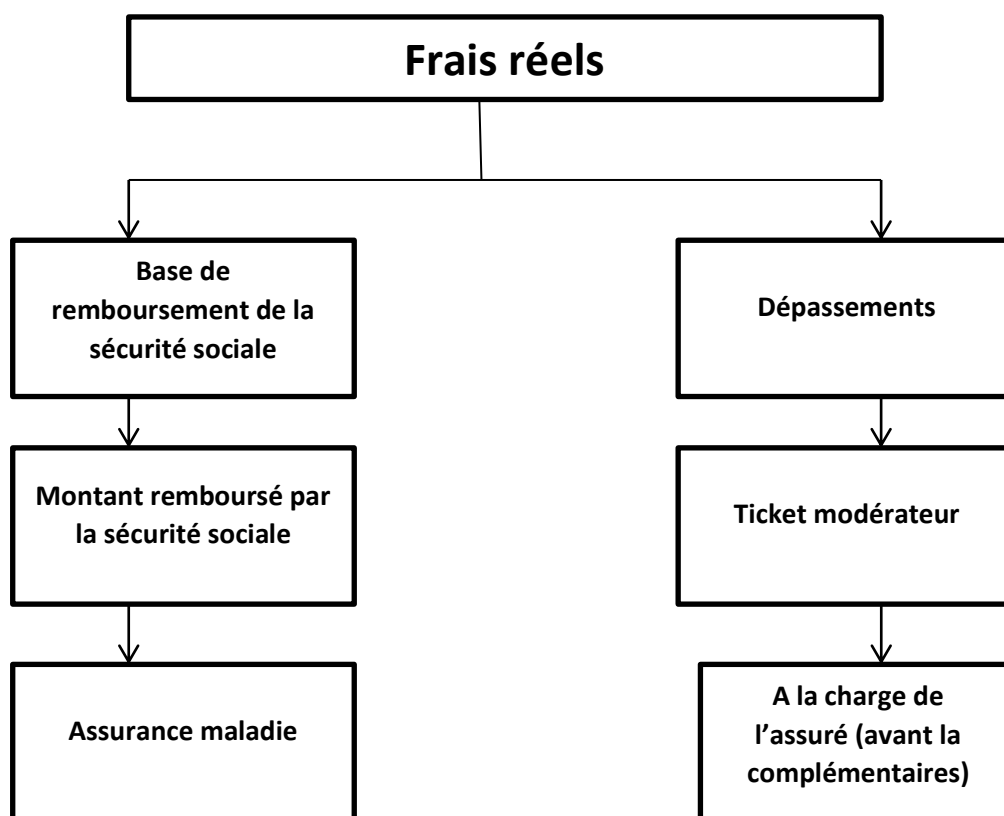 Frais réels
Base de
remboursement de la
sécurité sociale
Dépassements
Montant remboursé par
la sécurité sociale
Ticket modérateur
Assurance maladie
A la charge de
l’assuré (avant la
complémentaires)